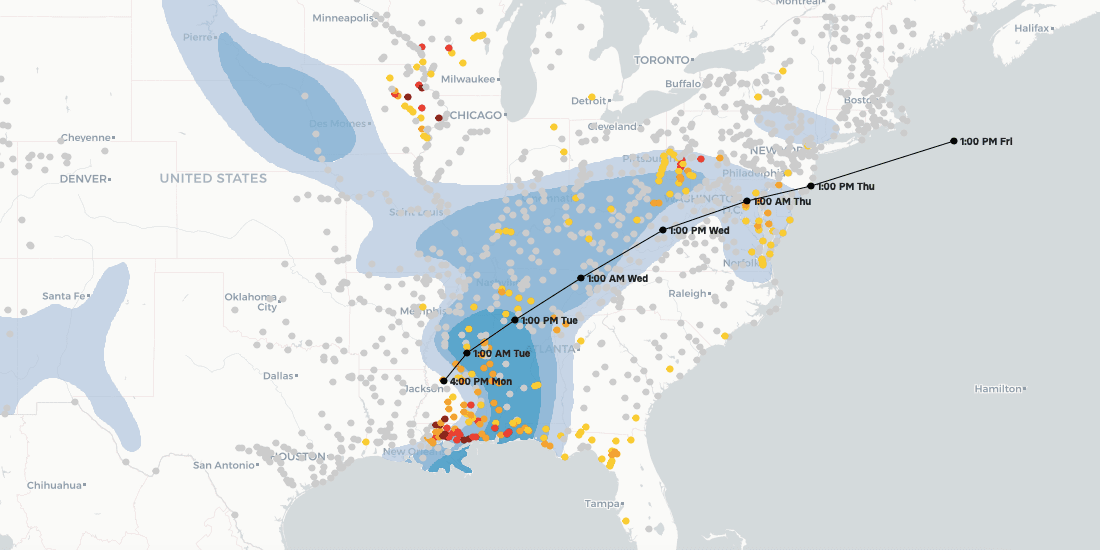 Montréal
Minneapolis
Halifax
Pierre
TORONTO
Milwaukee
Buffalo
Detroit
Boston
CHICAGO
Des Moines
Cleveland
Cheyenne
1:00 PM Fri
NEW YORK
Pittsburgh
DENVER
UNITED STATES
Philadelphia
1:00 PM Thu
WASHINGTON
1:00 AM Thu
D.C.
Saint Louis
1:00 PM Wed
Norfolk
1:00 AM Wed
Nashville
Santa Fe
Oklahoma
City
Raleigh
Memphis
1:00 PM Tue
ATLANTA
1:00 AM Tue
Dallas
4:00 PM Mon
Jackson
Hamilton
New Orleans
HOUSTON
San Antonio
Chihuahua
Tampa